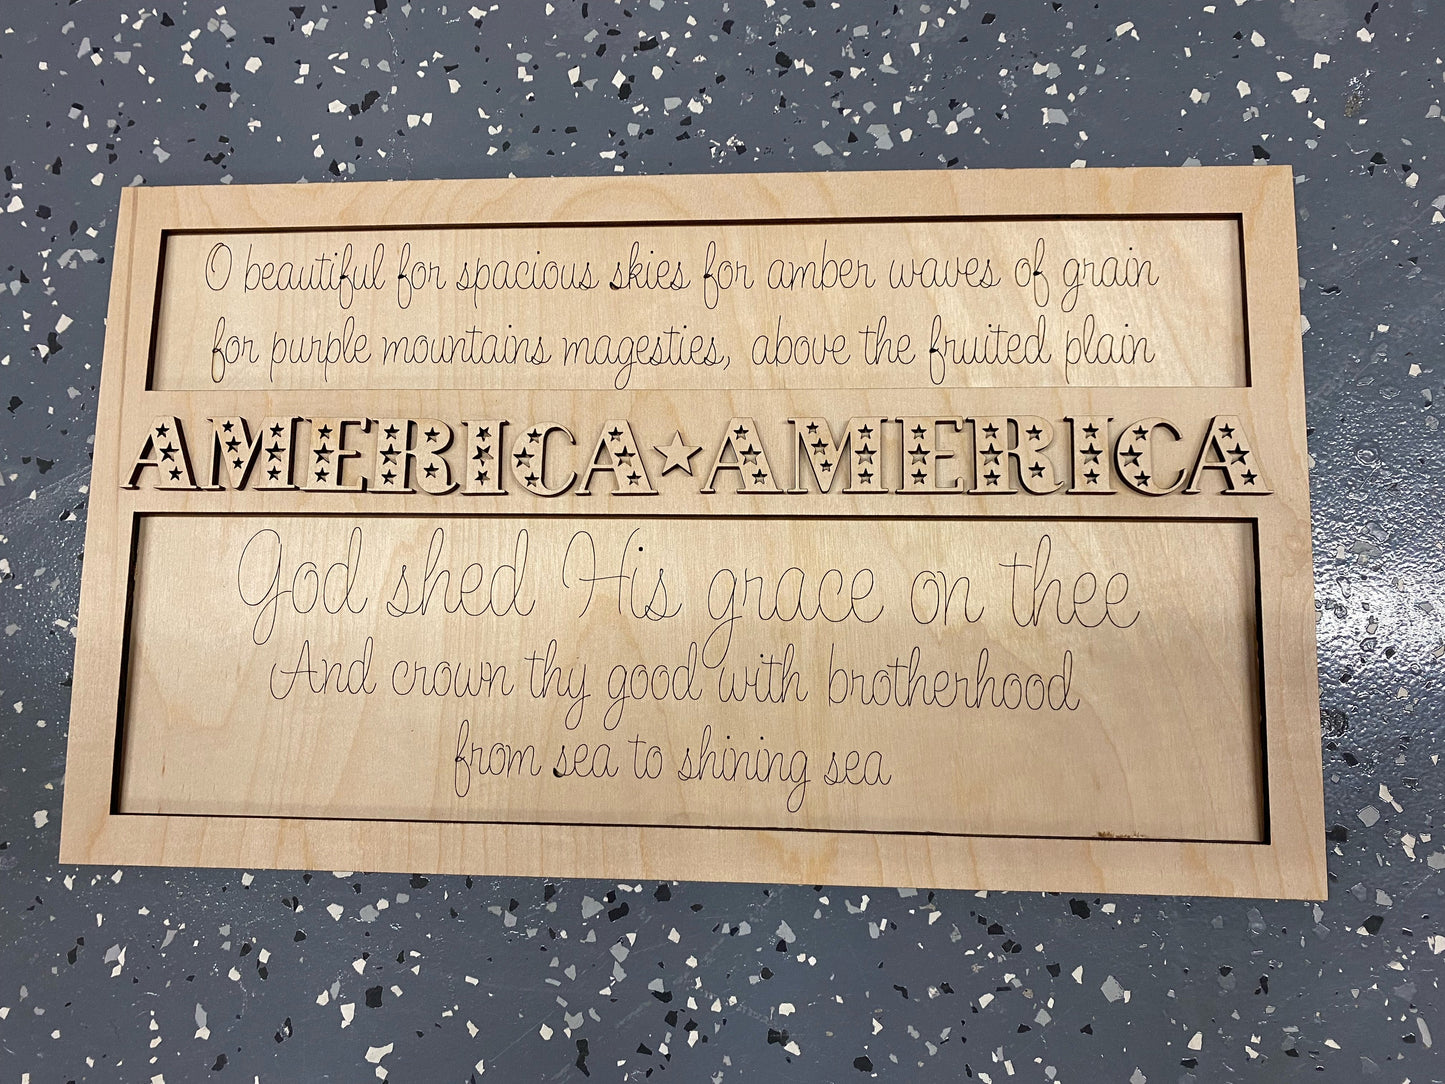 O beautiful for spacious skies for amber waves of grain
for purple mountains magesties, above the fruited plain
AMERICA★AMERICA
God shed His grace on thee
And crown thy good with brotherhood
from sea to shining sea